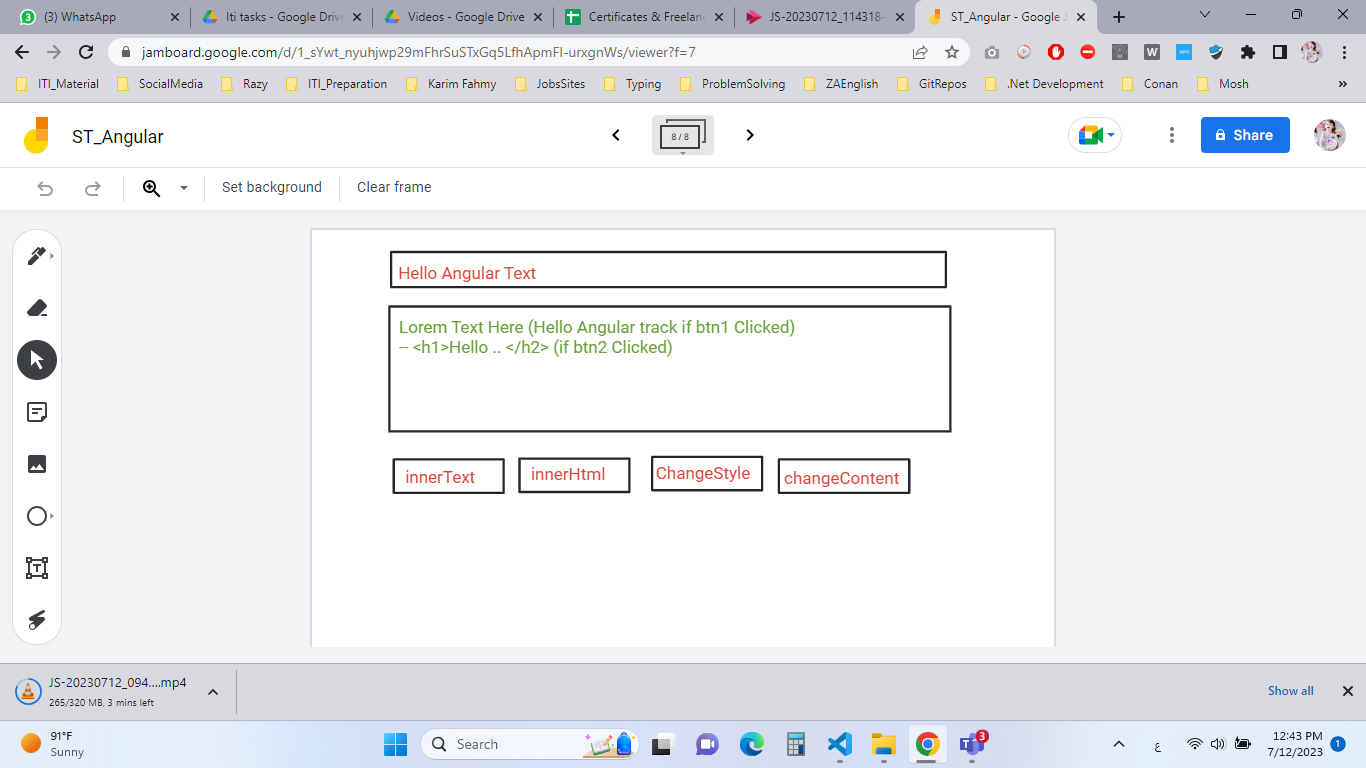 (3) WhatsApp
Iti tasks - Google Driv
Videos - Google Drive
Certificates & Freelanc
JS-20230712_114318-
ST_Angular - Google J
jamboard.google.com/d/1_sYwt_nyuhjwp29mFhrSuSTxGq5LfhApmFI-urxgnWs/viewer?f=7
ITI_Material
SocialMedia
Razy
ITI_Preparation
Karim Fahmy
JobsSites
Typing
ProblemSolving
ZAEnglish
GitRepos
.Net Development
Conan
Mosh
»
ST_Angular
8 / 8
Share
Set background
Clear frame
Hello Angular Text
Lorem Text Here (Hello Angular track if btn1 Clicked)
-- <h1>Hello .. </h2> (if btn2 Clicked)
innerText
innerHtml
ChangeStyle
changeContent
JS-20230712_094....mp4
265/320 MB, 3 mins left
Show all
91°F
Sunny
Search
3
ع
12:43 PM
7/12/2023
1